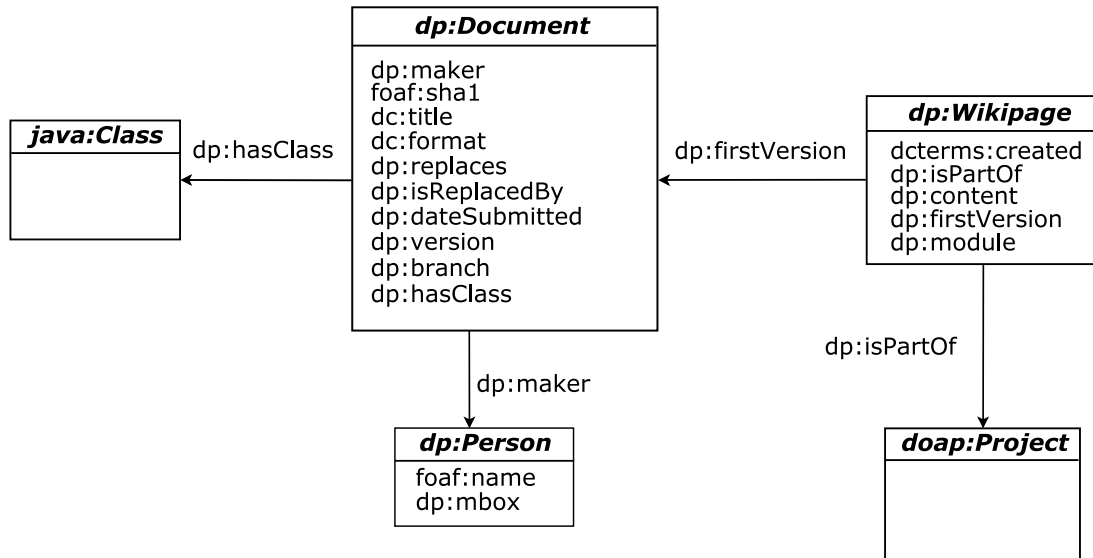 dp:Document
dp:maker
foaf:sha1
dc:title
dc:format
dp:replaces
dp:isReplacedBy
dp:dateSubmitted
dp:version
dp:branch
dp:hasClass
java:Class
dp:hasClass
dp:firstVersion
dp:Wikipage
dcterms:created
dp:isPartOf
dp:content
dp:firstVersion
dp:module
dp:isPartOf
dp:maker
dp:Person
foaf:name
dp:mbox
doap:Project